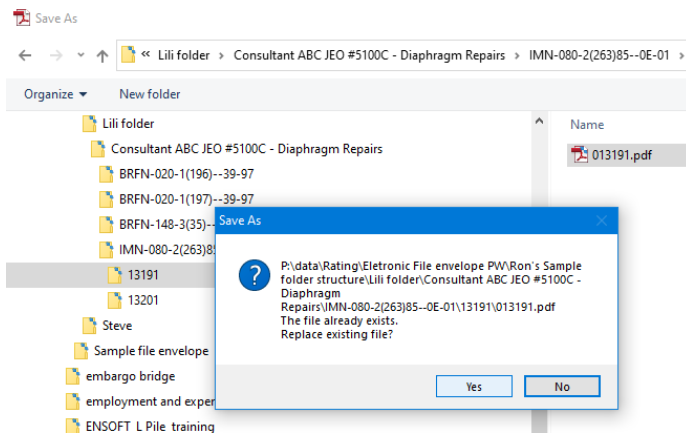 Save As
« Lili folder › Consultant ABC JEO #5100C - Diaphragm Repairs › IMN-080-2(263)85--0E-01 ›
Organize New folder
Name
013191.pdf
Lili folder
Consultant ABC JEO #5100C - Diaphragm Repairs
BRFN-020-1(196)--39-97
BRFN-020-1(197)--39-97
BRFN-148-3(35)--
IMN-080-2(263)8
13191
13201
Steve
Sample file envelope
embargo bridge
employment and exper
ENSOFT L Pile training
Save As
P:\data\Rating\Eletronic File envelope PW\Ron's Sample
folder structure\Lili folder\Consultant ABC JEO #5100C -
Diaphragm
Repairs\IMN-080-2(263)85--0E-01\13191\013191.pdf
The file already exists.
Replace existing file?
Yes No